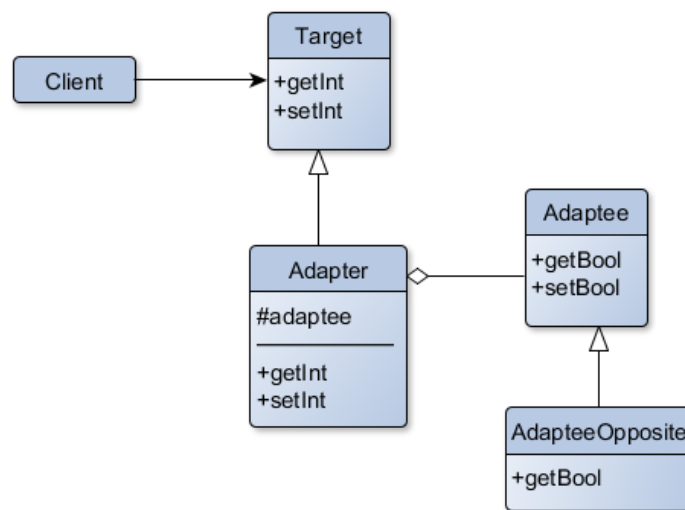 Target
+getInt
+setInt
Client
Adapter
#adaptee
+getInt
+setInt
Adaptee
+getBool
+setBool
AdapteeOpposite
+getBool